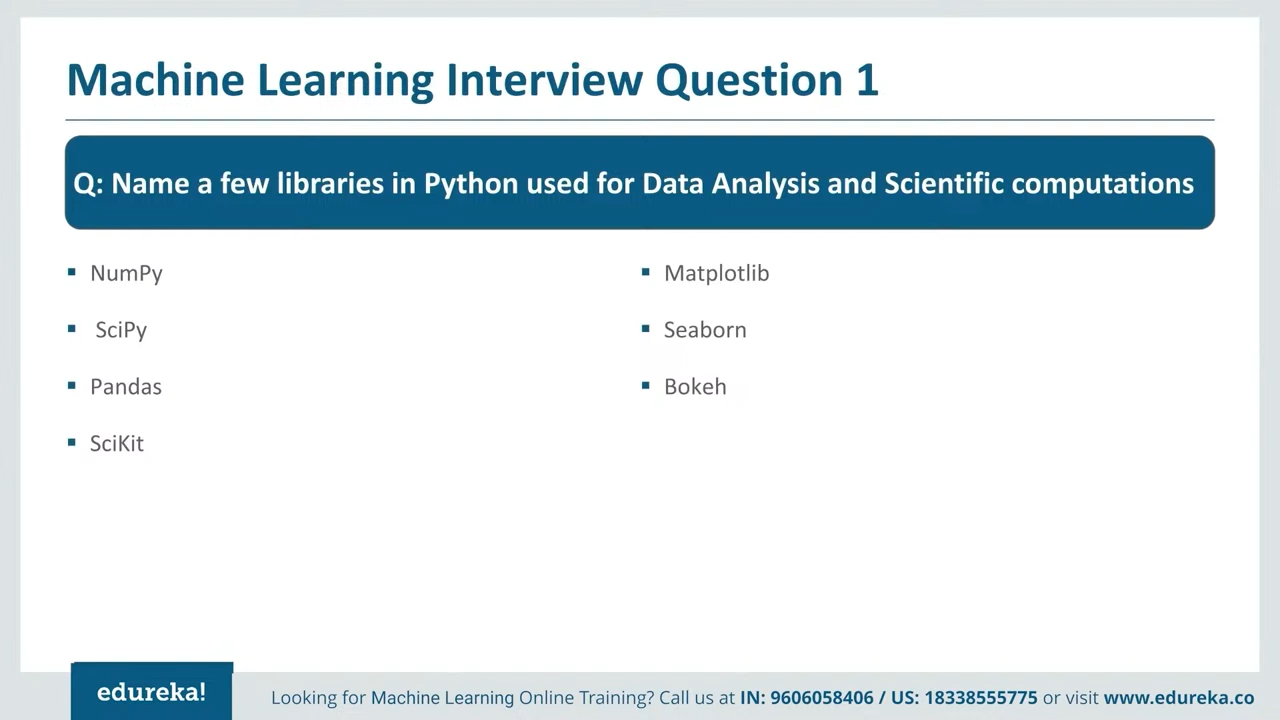 Machine Learning Interview Question 1
Q: Name a few libraries in Python used for Data Analysis and Scientific computations
▪ NumPy
▪ SciPy
▪ Pandas
▪ SciKit
▪ Matplotlib
▪ Seaborn
▪ Bokeh
edureka!
Looking for Machine Learning Online Training? Call us at IN: 9606058406 / US: 18338555775 or visit www.edureka.co